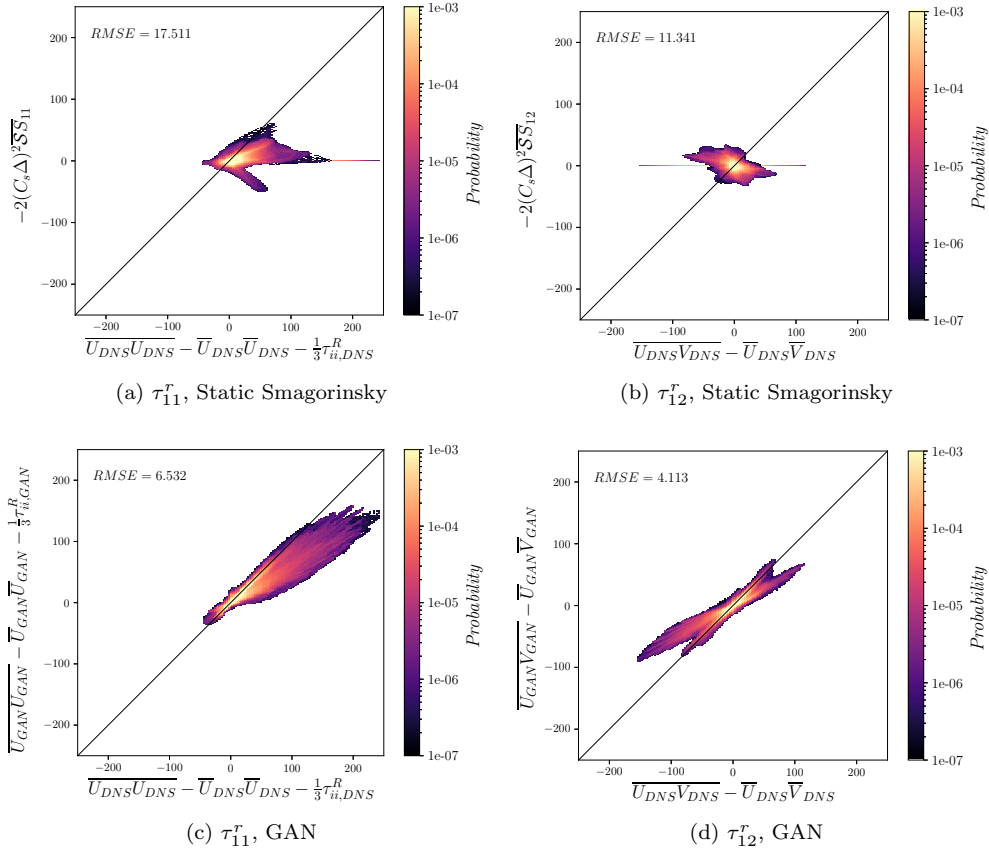 RMSE = 17.511
200
100
0
−100
−200
−200
−100
0
100
200
−2(C_sΔ)²\overline{𝒮}\overline{S}_{11}
\overline{U_{DNS}U_{DNS}} − \overline{U}_{DNS}\overline{U}_{DNS} − \frac{1}{3}τ^R_{ii,DNS}
1e-03
1e-04
1e-05
1e-06
1e-07
Probability
(a) τ^r_{11}, Static Smagorinsky
RMSE = 11.341
200
100
0
−100
−200
−200
−100
0
100
200
−2(C_sΔ)²\overline{𝒮}\overline{S}_{12}
\overline{U_{DNS}V_{DNS}} − \overline{U}_{DNS}\overline{V}_{DNS}
1e-03
1e-04
1e-05
1e-06
1e-07
Probability
(b) τ^r_{12}, Static Smagorinsky
RMSE = 6.532
200
100
0
−100
−200
−200
−100
0
100
200
\overline{U_{GAN}U_{GAN}} − \overline{U}_{GAN}\overline{U}_{GAN} − \frac{1}{3}τ^R_{ii,GAN}
\overline{U_{DNS}U_{DNS}} − \overline{U}_{DNS}\overline{U}_{DNS} − \frac{1}{3}τ^R_{ii,DNS}
1e-03
1e-04
1e-05
1e-06
1e-07
Probability
(c) τ^r_{11}, GAN
RMSE = 4.113
200
100
0
−100
−200
−200
−100
0
100
200
\overline{U_{GAN}V_{GAN}} − \overline{U}_{GAN}\overline{V}_{GAN}
\overline{U_{DNS}V_{DNS}} − \overline{U}_{DNS}\overline{V}_{DNS}
1e-03
1e-04
1e-05
1e-06
1e-07
Probability
(d) τ^r_{12}, GAN